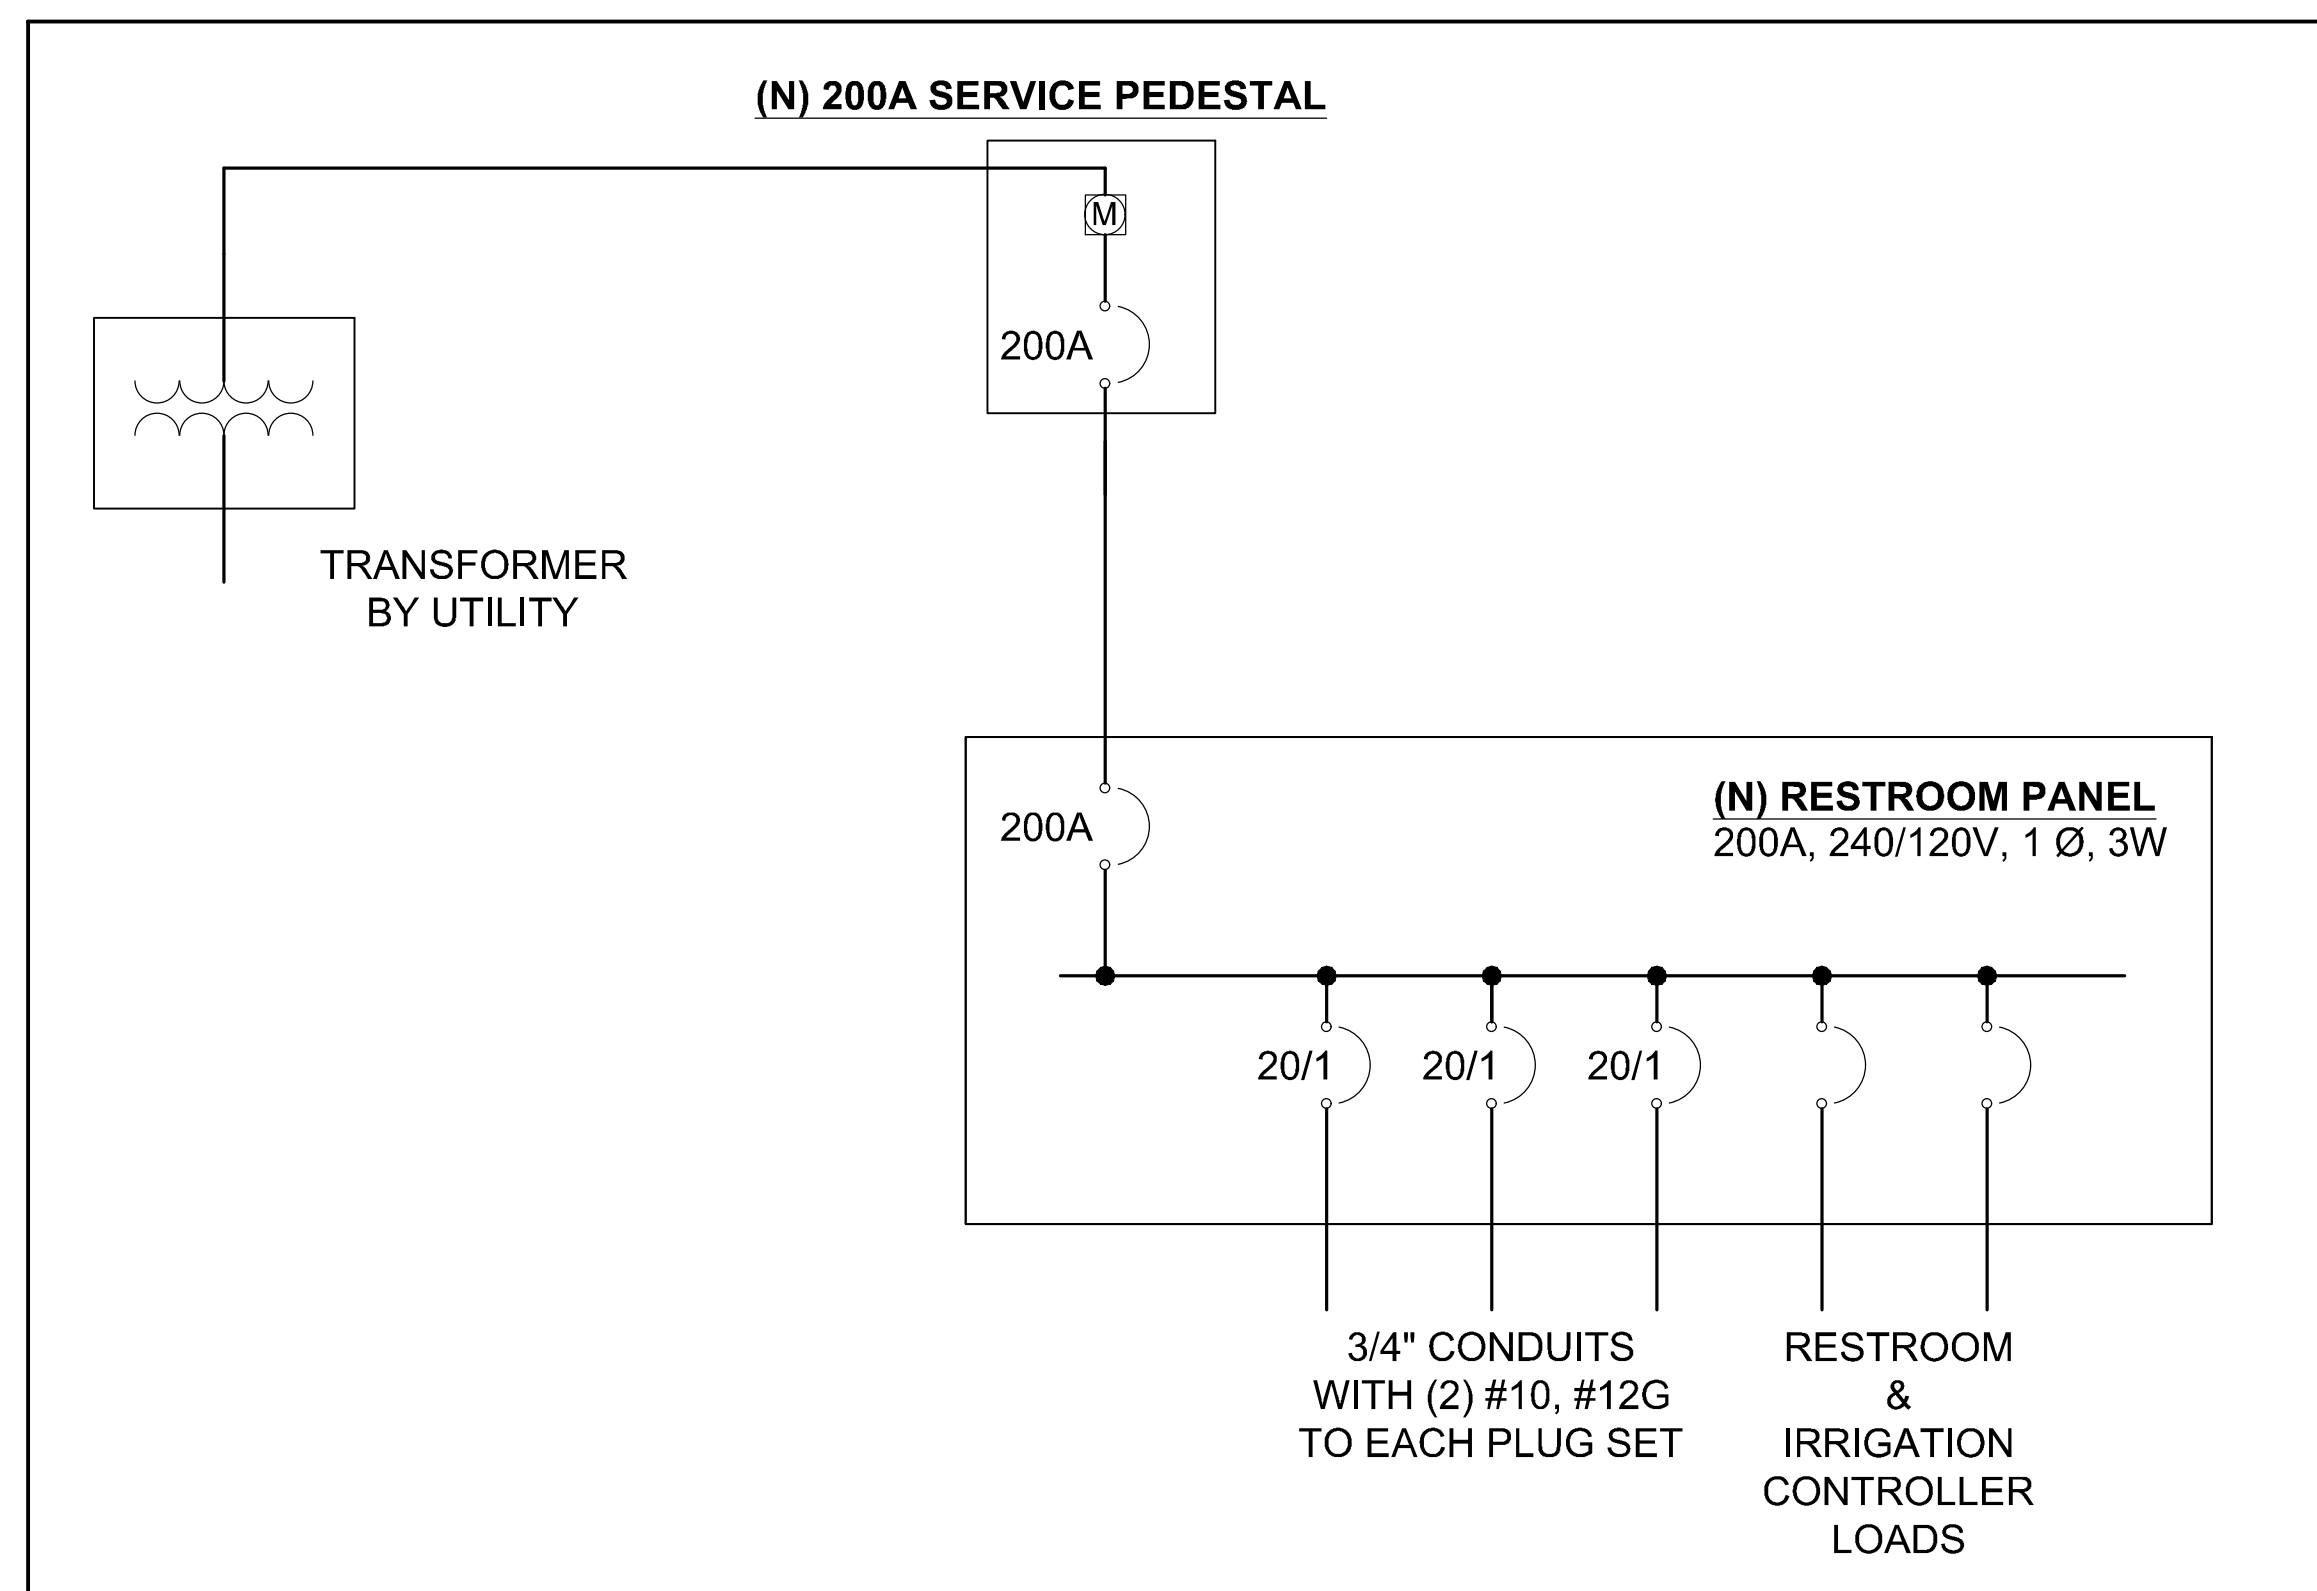 (N) 200A SERVICE PEDESTAL
M
200A
TRANSFORMER
BY UTILITY
(N) RESTROOM PANEL
200A, 240/120V, 1 Ø, 3W
200A
20/1
20/1
20/1
3/4" CONDUITS
WITH (2) #10, #12G
TO EACH PLUG SET
RESTROOM
&
IRRIGATION
CONTROLLER
LOADS